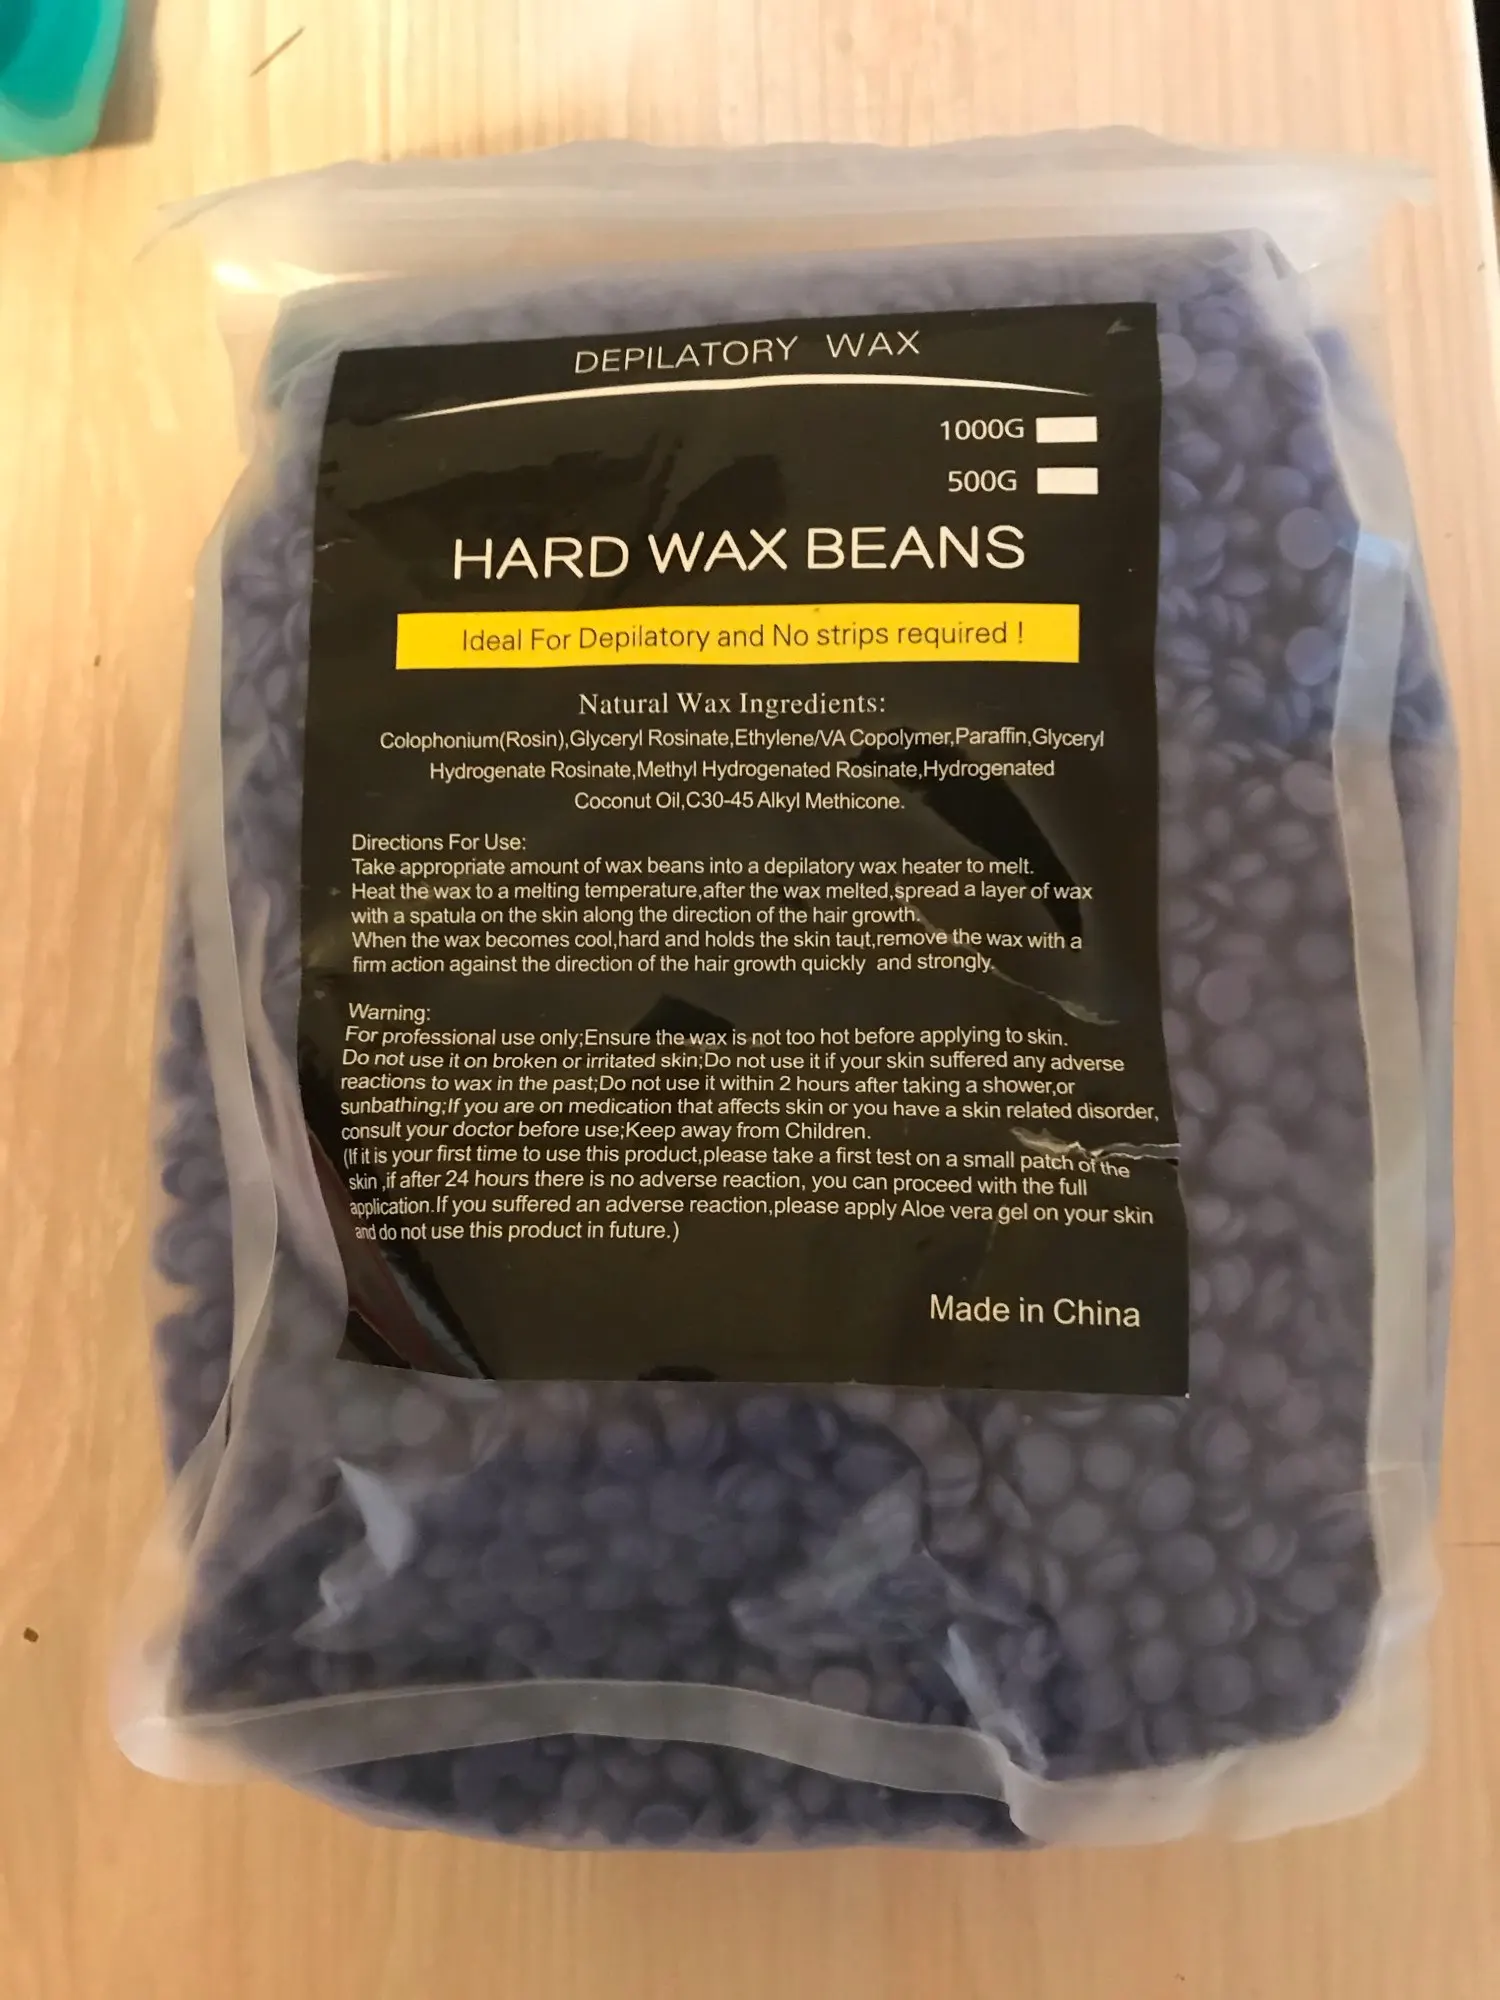 DEPILATORY WAX
1000G
500G
HARD WAX BEANS
Ideal For Depilatory and No strips required !
Natural Wax Ingredients:
Colophonium(Rosin),Glyceryl Rosinate,Ethylene/VA Copolymer,Paraffin,Glyceryl
Hydrogenate Rosinate,Methyl Hydrogenated Rosinate,Hydrogenated
Coconut Oil,C30-45 Alkyl Methicone.
Directions For Use:
Take appropriate amount of wax beans into a depilatory wax heater to melt.
Heat the wax to a melting temperature,after the wax melted,spread a layer of wax
with a spatula on the skin along the direction of the hair growth.
When the wax becomes cool,hard and holds the skin taut,remove the wax with a
firm action against the direction of the hair growth quickly and strongly.
Warning:
For professional use only;Ensure the wax is not too hot before applying to skin.
Do not use it on broken or irritated skin;Do not use it if your skin suffered any adverse
reactions to wax in the past;Do not use it within 2 hours after taking a shower,or
sunbathing;If you are on medication that affects skin or you have a skin related disorder,
consult your doctor before use;Keep away from Children.
(If it is your first time to use this product,please take a first test on a small patch of the
skin ,if after 24 hours there is no adverse reaction, you can proceed with the full
application.If you suffered an adverse reaction,please apply Aloe vera gel on your skin
and do not use this product in future.)
Made in China